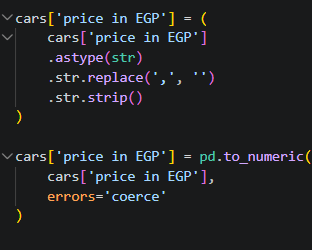 cars['price in EGP'] = (
    cars['price in EGP']
    .astype(str)
    .str.replace(',', '')
    .str.strip()
)

cars['price in EGP'] = pd.to_numeric(
    cars['price in EGP'],
    errors='coerce'
)